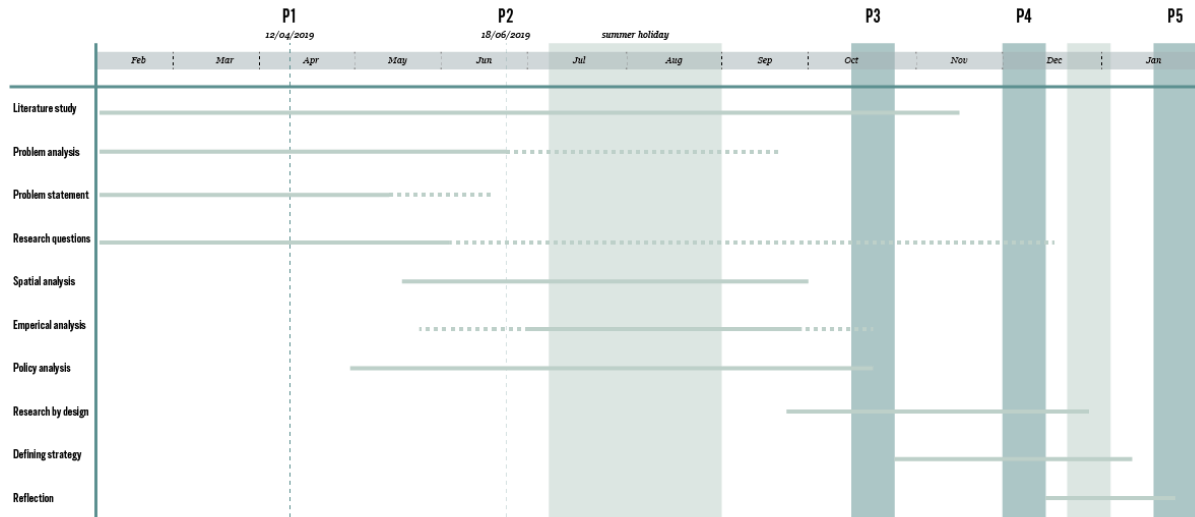 P1 P2 P3 P4 P5
12/04/2019 18/06/2019 summer holiday
Feb Mar Apr May Jun Jul Aug Sep Oct Nov Dec Jan
Literature study
Problem analysis
Problem statement
Research questions
Spatial analysis
Emperical analysis
Policy analysis
Research by design
Defining strategy
Reflection